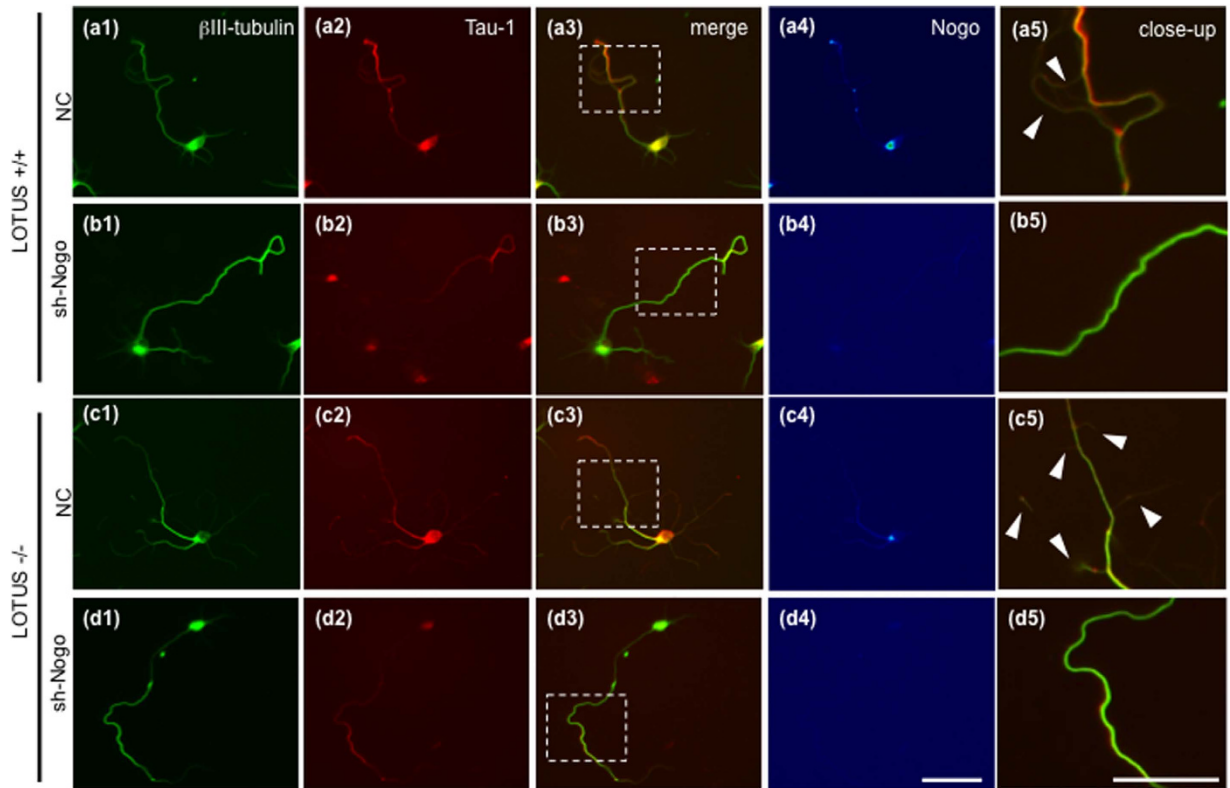 (a1) βIII-tubulin (a2) Tau-1 (a3) merge (a4) Nogo (a5) close-up
NC
LOTUS +/+
(b1) (b2) (b3) (b4) (b5)
sh-Nogo
(c1) (c2) (c3) (c4) (c5)
NC
LOTUS -/-
(d1) (d2) (d3) (d4) (d5)
sh-Nogo